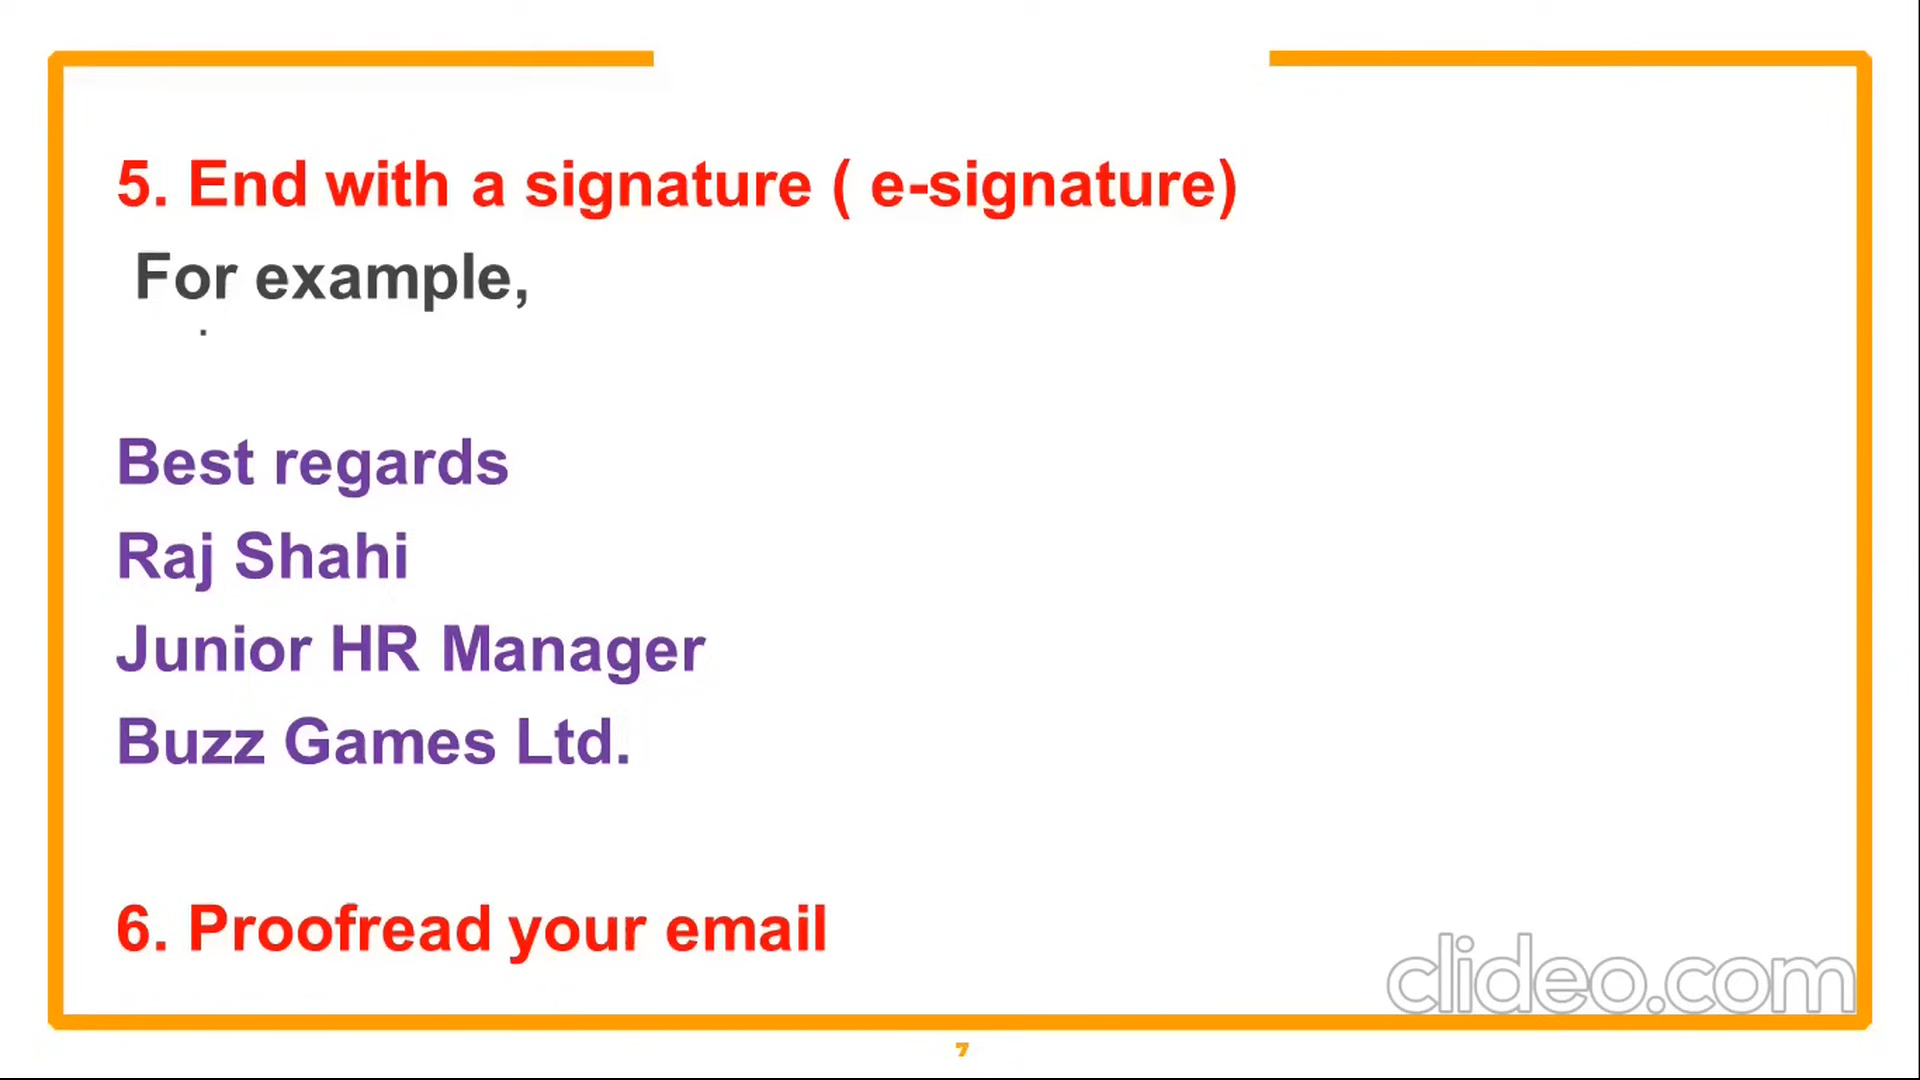 5. End with a signature ( e-signature)
For example,
.
Best regards
Raj Shahi
Junior HR Manager
Buzz Games Ltd.
6. Proofread your email
clideo.com
7